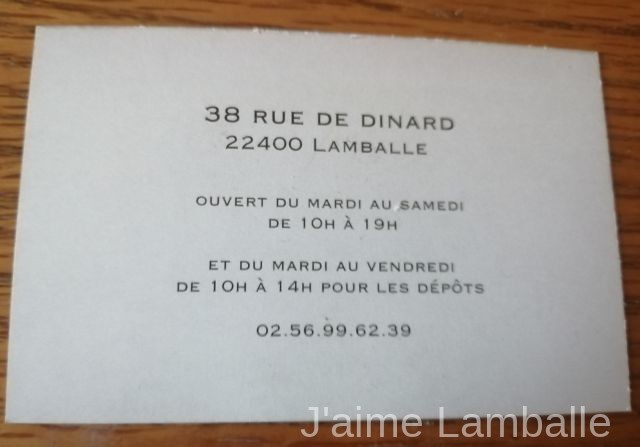 38 RUE DE DINARD
22400 LAMBALLE
OUVERT DU MARDI AU SAMEDI
DE 10H À 19H
ET DU MARDI AU VENDREDI
DE 10H À 14H POUR LES DÉPÔTS
02.56.99.62.39
J'aime Lamballe